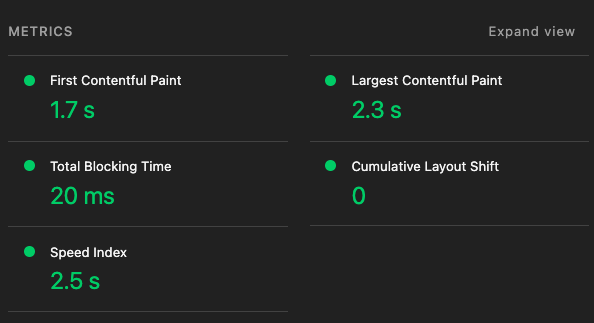 METRICS
Expand view
First Contentful Paint
1.7 s
Largest Contentful Paint
2.3 s
Total Blocking Time
20 ms
Cumulative Layout Shift
0
Speed Index
2.5 s